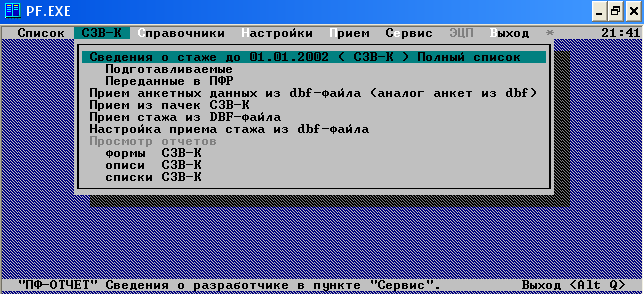 PF.EXE
Список СЗВ-К Справочники Настройки Прием Сервис ЭЦП Выход * 21:41
Сведения о стаже до 01.01.2002 ( СЗВ-К ) Полный список
Подготавливаемые
Переданные в ПФР
Прием анкетных данных из dbf-файла (аналог анкет из dbf)
Прием из пачек СЗВ-К
Прием стажа из DBF-файла
Настройка приема стажа из dbf-файла
Просмотр отчетов
формы СЗВ-К
описи СЗВ-К
списки СЗВ-К
"ПФ-ОТЧЕТ" Сведения о разработчике в пункте "Сервис". Выход <Alt Q>